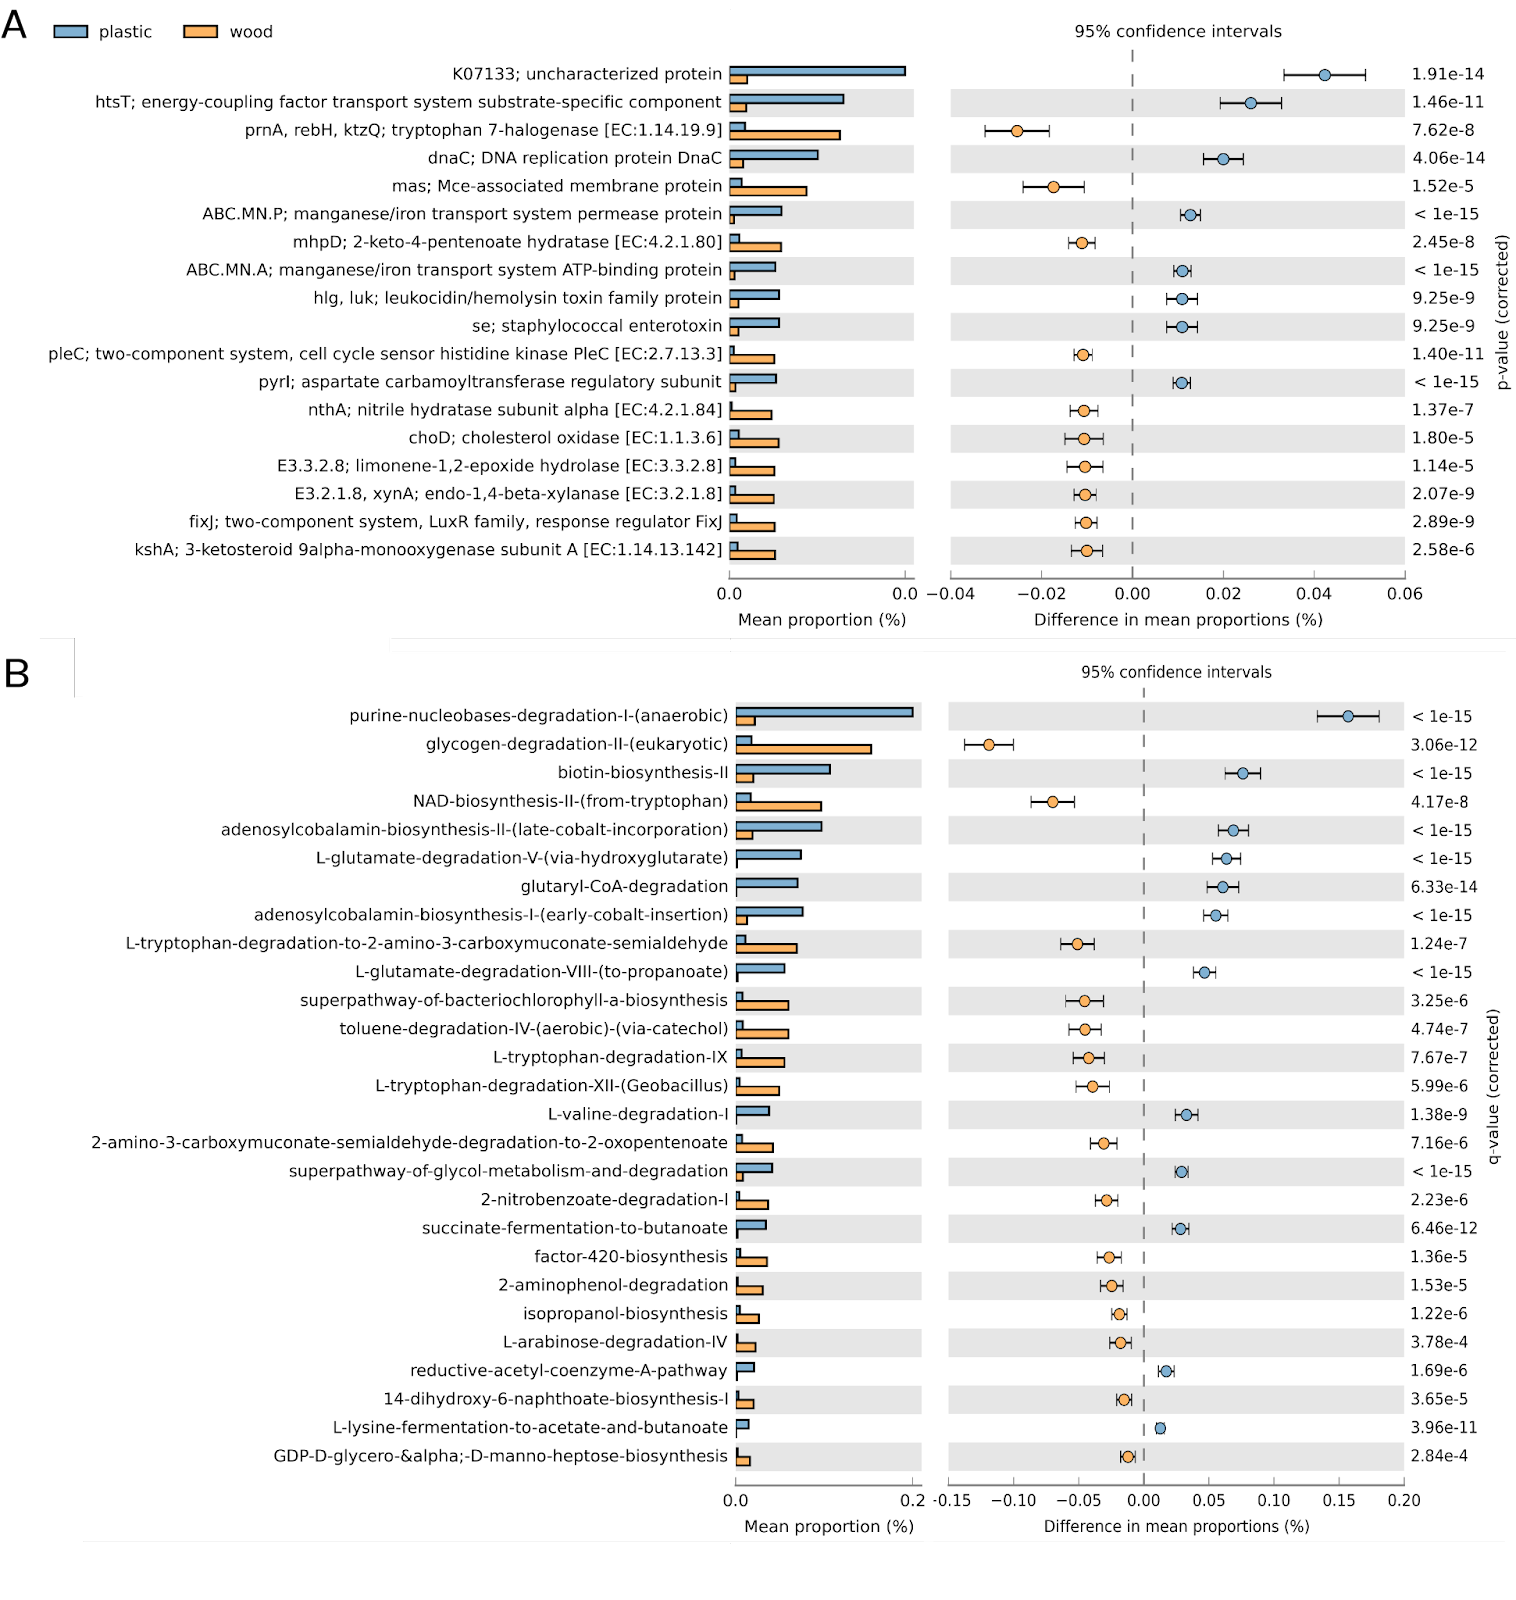 A
plastic wood
95% confidence intervals
K07133; uncharacterized protein 1.91e-14
htsT; energy-coupling factor transport system substrate-specific component 1.46e-11
prnA, rebH, ktzQ; tryptophan 7-halogenase [EC:1.14.19.9] 7.62e-8
dnaC; DNA replication protein DnaC 4.06e-14
mas; Mce-associated membrane protein 1.52e-5
ABC.MN.P; manganese/iron transport system permease protein < 1e-15
mhpD; 2-keto-4-pentenoate hydratase [EC:4.2.1.80] 2.45e-8
ABC.MN.A; manganese/iron transport system ATP-binding protein < 1e-15
hlg, luk; leukocidin/hemolysin toxin family protein 9.25e-9
se; staphylococcal enterotoxin 9.25e-9
pleC; two-component system, cell cycle sensor histidine kinase PleC [EC:2.7.13.3] 1.40e-11
pyrI; aspartate carbamoyltransferase regulatory subunit < 1e-15
nthA; nitrile hydratase subunit alpha [EC:4.2.1.84] 1.37e-7
choD; cholesterol oxidase [EC:1.1.3.6] 1.80e-5
E3.3.2.8; limonene-1,2-epoxide hydrolase [EC:3.3.2.8] 1.14e-5
E3.2.1.8, xynA; endo-1,4-beta-xylanase [EC:3.2.1.8] 2.07e-9
fixJ; two-component system, LuxR family, response regulator FixJ 2.89e-9
kshA; 3-ketosteroid 9alpha-monooxygenase subunit A [EC:1.14.13.142] 2.58e-6
p-value (corrected)
0.0 0.0 −0.04 −0.02 0.00 0.02 0.04 0.06
Mean proportion (%) Difference in mean proportions (%)
B
95% confidence intervals
purine-nucleobases-degradation-I-(anaerobic) < 1e-15
glycogen-degradation-II-(eukaryotic) 3.06e-12
biotin-biosynthesis-II < 1e-15
NAD-biosynthesis-II-(from-tryptophan) 4.17e-8
adenosylcobalamin-biosynthesis-II-(late-cobalt-incorporation) < 1e-15
L-glutamate-degradation-V-(via-hydroxyglutarate) < 1e-15
glutaryl-CoA-degradation 6.33e-14
adenosylcobalamin-biosynthesis-I-(early-cobalt-insertion) < 1e-15
L-tryptophan-degradation-to-2-amino-3-carboxymuconate-semialdehyde 1.24e-7
L-glutamate-degradation-VIII-(to-propanoate) < 1e-15
superpathway-of-bacteriochlorophyll-a-biosynthesis 3.25e-6
toluene-degradation-IV-(aerobic)-(via-catechol) 4.74e-7
L-tryptophan-degradation-IX 7.67e-7
L-tryptophan-degradation-XII-(Geobacillus) 5.99e-6
L-valine-degradation-I 1.38e-9
2-amino-3-carboxymuconate-semialdehyde-degradation-to-2-oxopentenoate 7.16e-6
superpathway-of-glycol-metabolism-and-degradation < 1e-15
2-nitrobenzoate-degradation-I 2.23e-6
succinate-fermentation-to-butanoate 6.46e-12
factor-420-biosynthesis 1.36e-5
2-aminophenol-degradation 1.53e-5
isopropanol-biosynthesis 1.22e-6
L-arabinose-degradation-IV 3.78e-4
reductive-acetyl-coenzyme-A-pathway 1.69e-6
14-dihydroxy-6-naphthoate-biosynthesis-I 3.65e-5
L-lysine-fermentation-to-acetate-and-butanoate 3.96e-11
GDP-D-glycero-&alpha;-D-manno-heptose-biosynthesis 2.84e-4
q-value (corrected)
0.0 0.2 -0.15 −0.10 −0.05 0.00 0.05 0.10 0.15 0.20
Mean proportion (%) Difference in mean proportions (%)